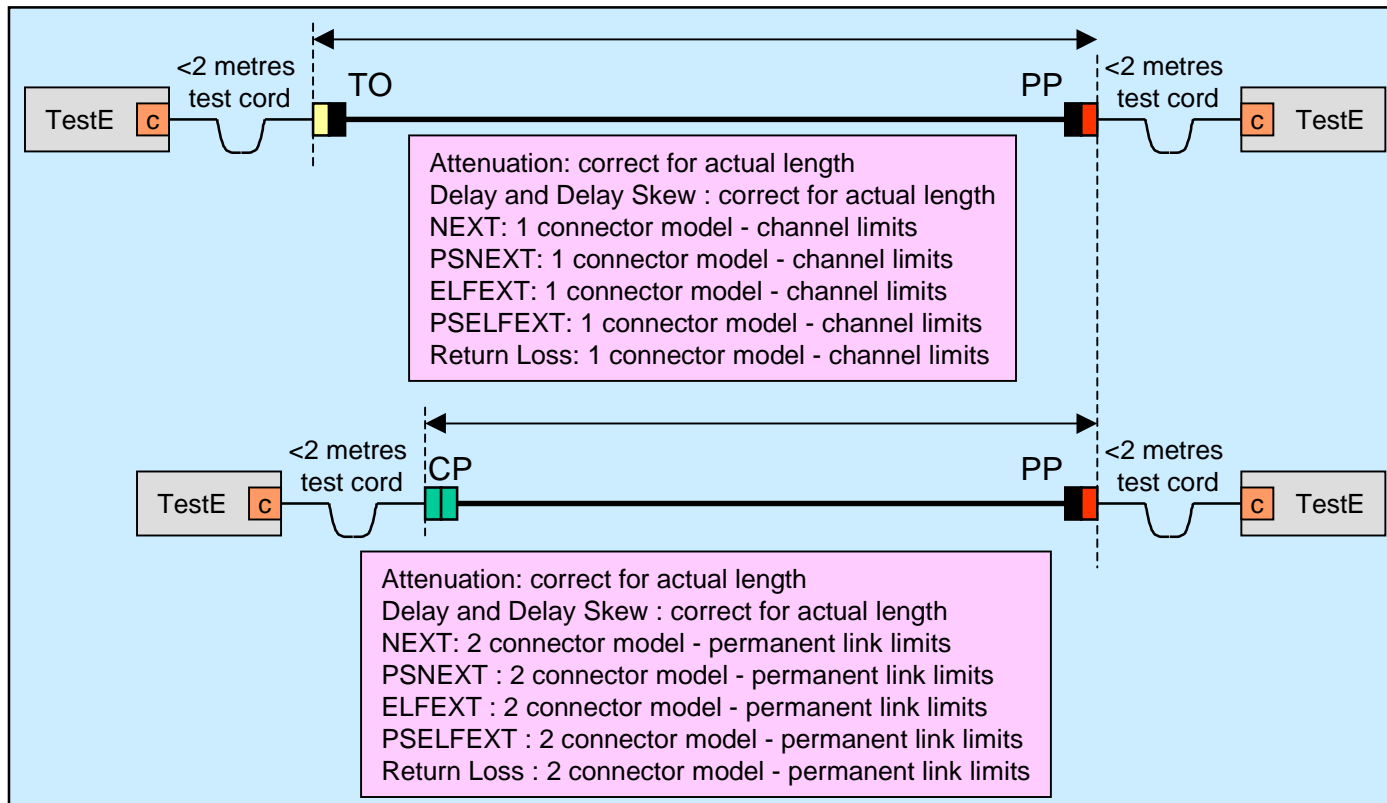 <2 metres
test cord
TO
PP
<2 metres
test cord
TestE
c
c
TestE
Attenuation: correct for actual length
Delay and Delay Skew : correct for actual length
NEXT: 1 connector model - channel limits
PSNEXT: 1 connector model - channel limits
ELFEXT: 1 connector model - channel limits
PSELFEXT: 1 connector model - channel limits
Return Loss: 1 connector model - channel limits
<2 metres
test cord
CP
PP
<2 metres
test cord
TestE
c
c
TestE
Attenuation: correct for actual length
Delay and Delay Skew : correct for actual length
NEXT: 2 connector model - permanent link limits
PSNEXT : 2 connector model - permanent link limits
ELFEXT : 2 connector model - permanent link limits
PSELFEXT : 2 connector model - permanent link limits
Return Loss : 2 connector model - permanent link limits